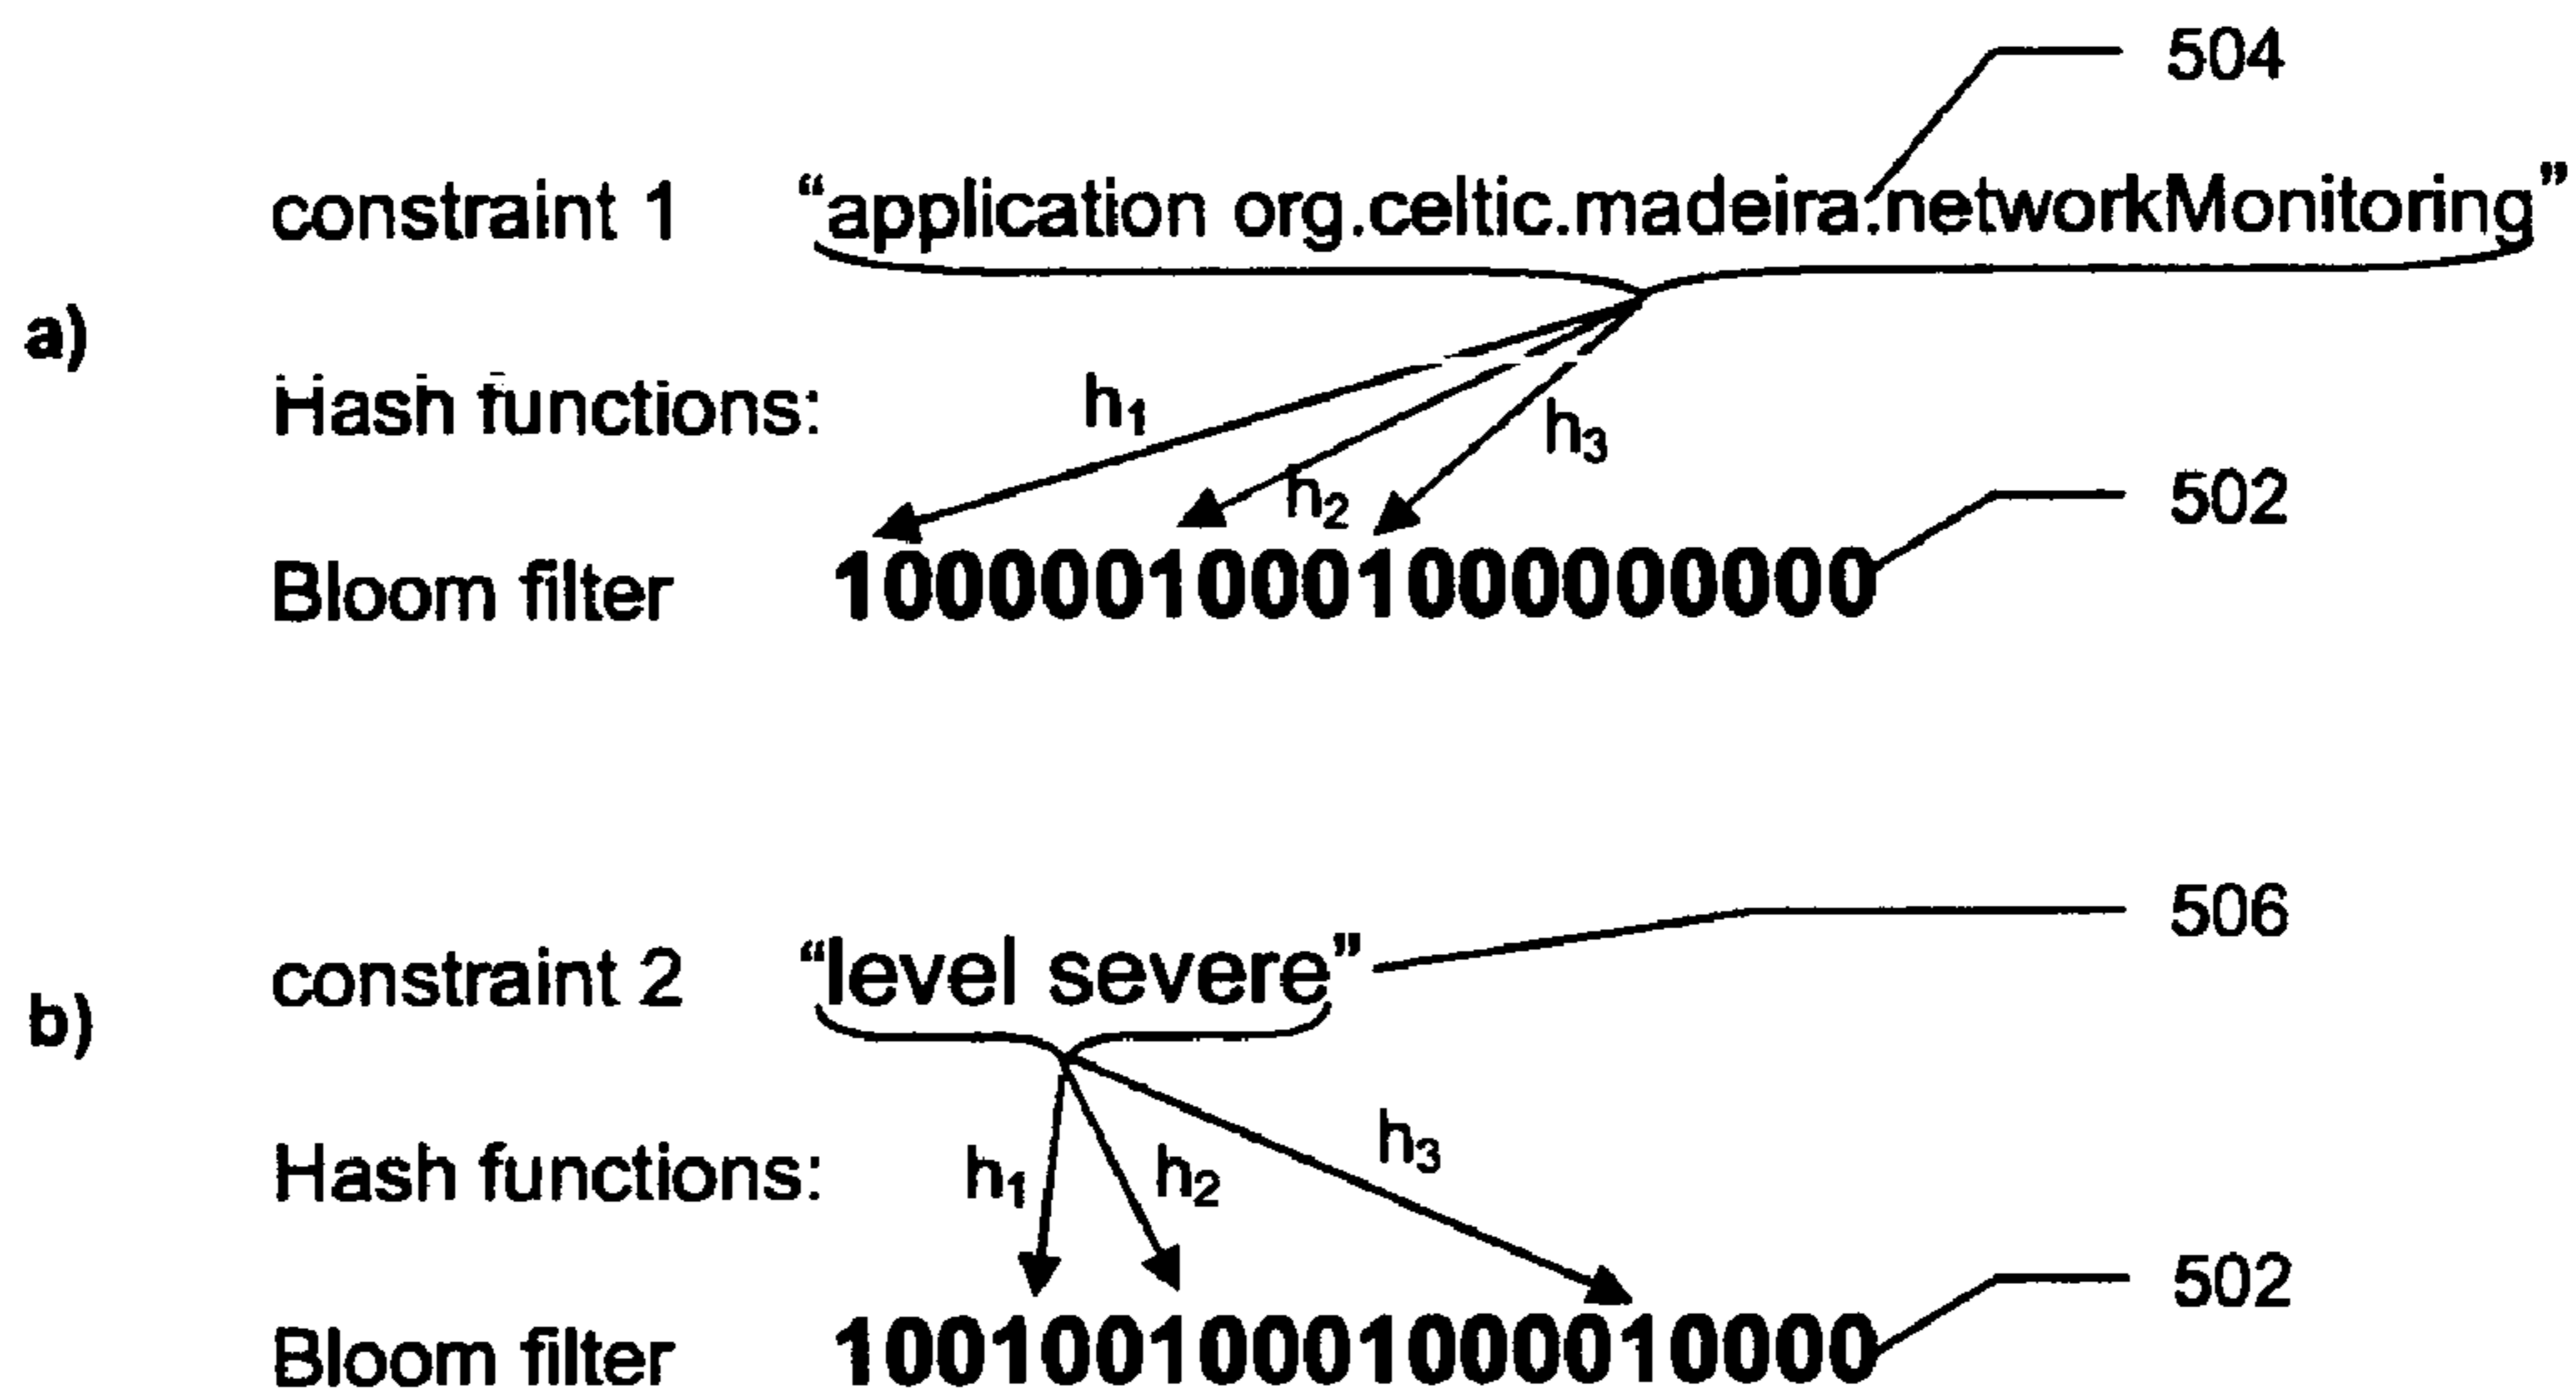 504
constraint 1 “application org.celtic.madeira.networkMonitoring”
a)
Hash functions: h1 h2 h3
502
Bloom filter 10000010001000000000
506
constraint 2 “level severe”
b)
Hash functions: h1 h2 h3
502
Bloom filter 10010010001000010000